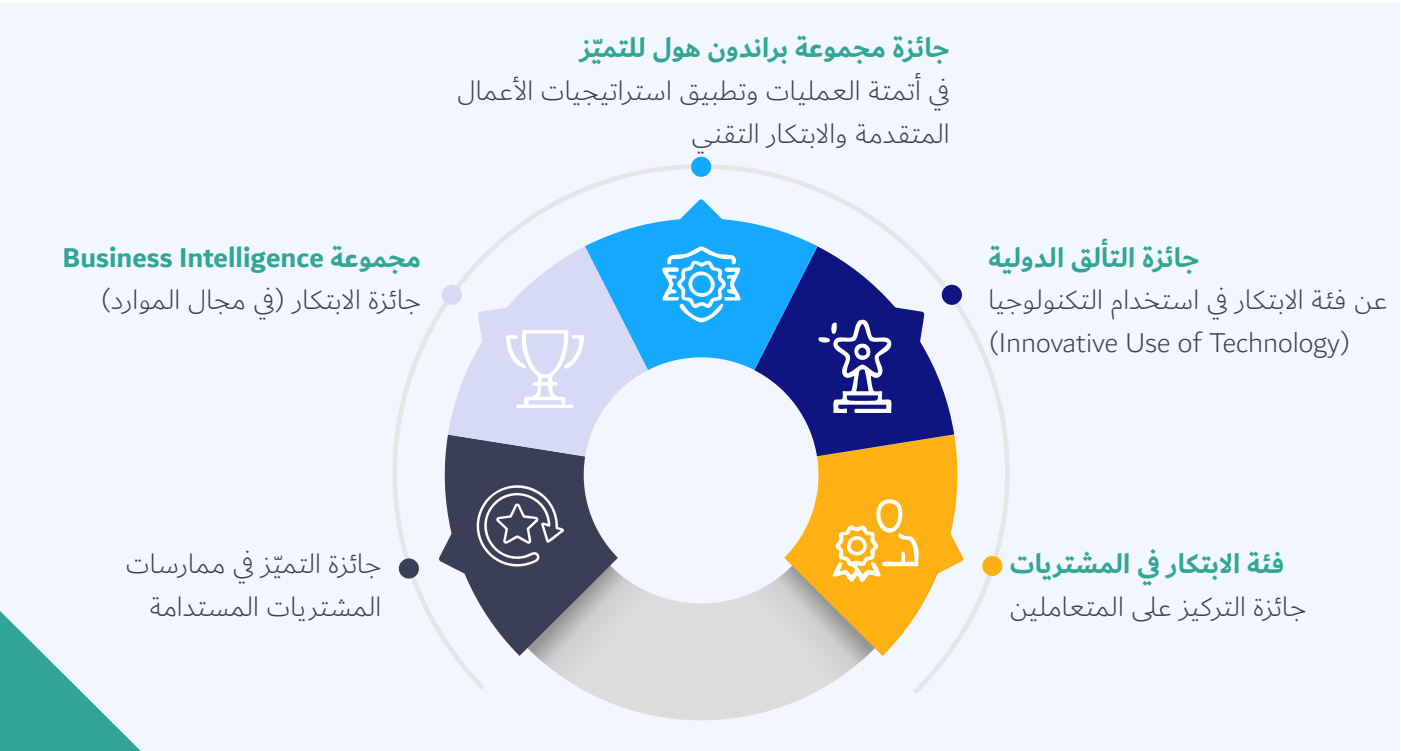 جائزة مجموعة براندون هول للتميّز
في أتمتة العمليات وتطبيق استراتيجيات الأعمال
المتقدمة والابتكار التقني
جائزة التألق الدولية
عن فئة الابتكار في استخدام التكنولوجيا
(Innovative Use of Technology)
مجموعة Business Intelligence
جائزة الابتكار (في مجال الموارد)
فئة الابتكار في المشتريات
جائزة التركيز على المتعاملين
جائزة التميّز في ممارسات
المشتريات المستدامة